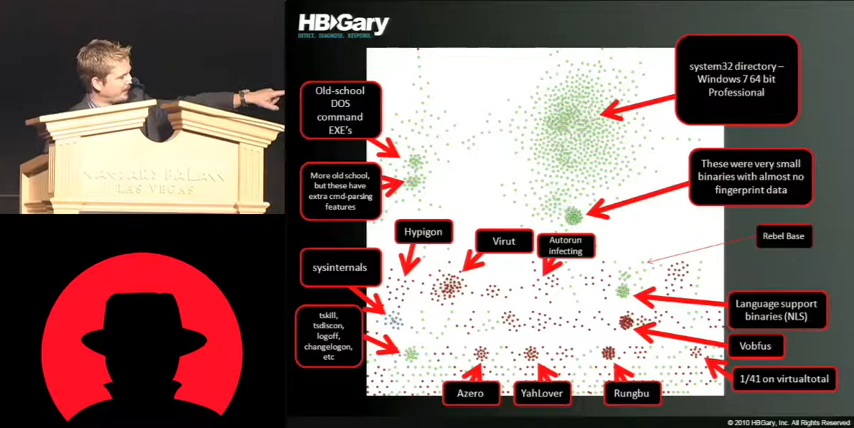 HBGary
DETECT. DIAGNOSE. RESPOND.
system32 directory –
Windows 7 64 bit
Professional
Old-school
DOS
command
EXE's
These were very small
binaries with almost no
fingerprint data
More old school,
but these have
extra cmd-parsing
features
LAS VEGAS
Hypigon
Virut
Autorun
infecting
Rebel Base
sysinternals
Language support
binaries (NLS)
tskill,
tsdiscon,
logoff,
changelogon,
etc
Vobfus
1/41 on virtualtotal
Azero
YahLover
Rungbu
© 2010 HBGary, Inc. All Rights Reserved